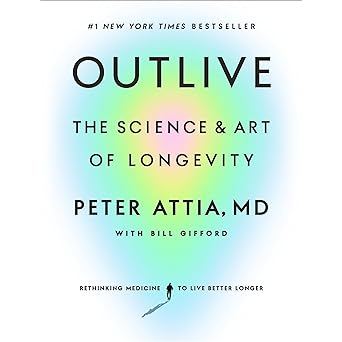 #1 NEW YORK TIMES BESTSELLER
OUTLIVE
THE SCIENCE & ART
OF LONGEVITY
PETER ATTIA, MD
WITH BILL GIFFORD
RETHINKING MEDICINE TO LIVE BETTER LONGER